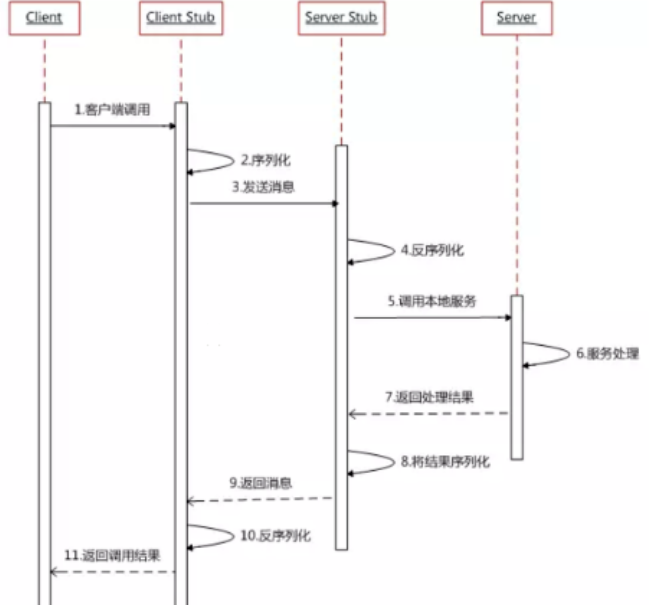 Client
Client Stub
Server Stub
Server
1.客户端调用
2.序列化
3.发送消息
4.反序列化
5.调用本地服务
6.服务处理
7.返回处理结果
8.将结果序列化
9.返回消息
10.反序列化
11.返回调用结果